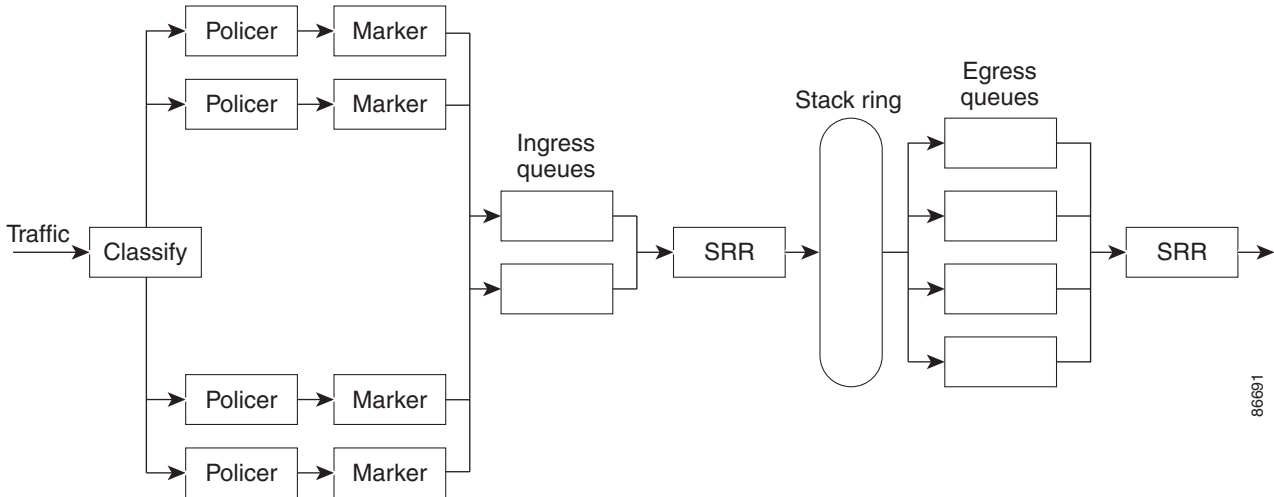 Policer
Marker
Policer
Marker
Ingress
queues
Stack ring
Egress
queues
Traffic
Classify
SRR
SRR
Policer
Marker
Policer
Marker
86691